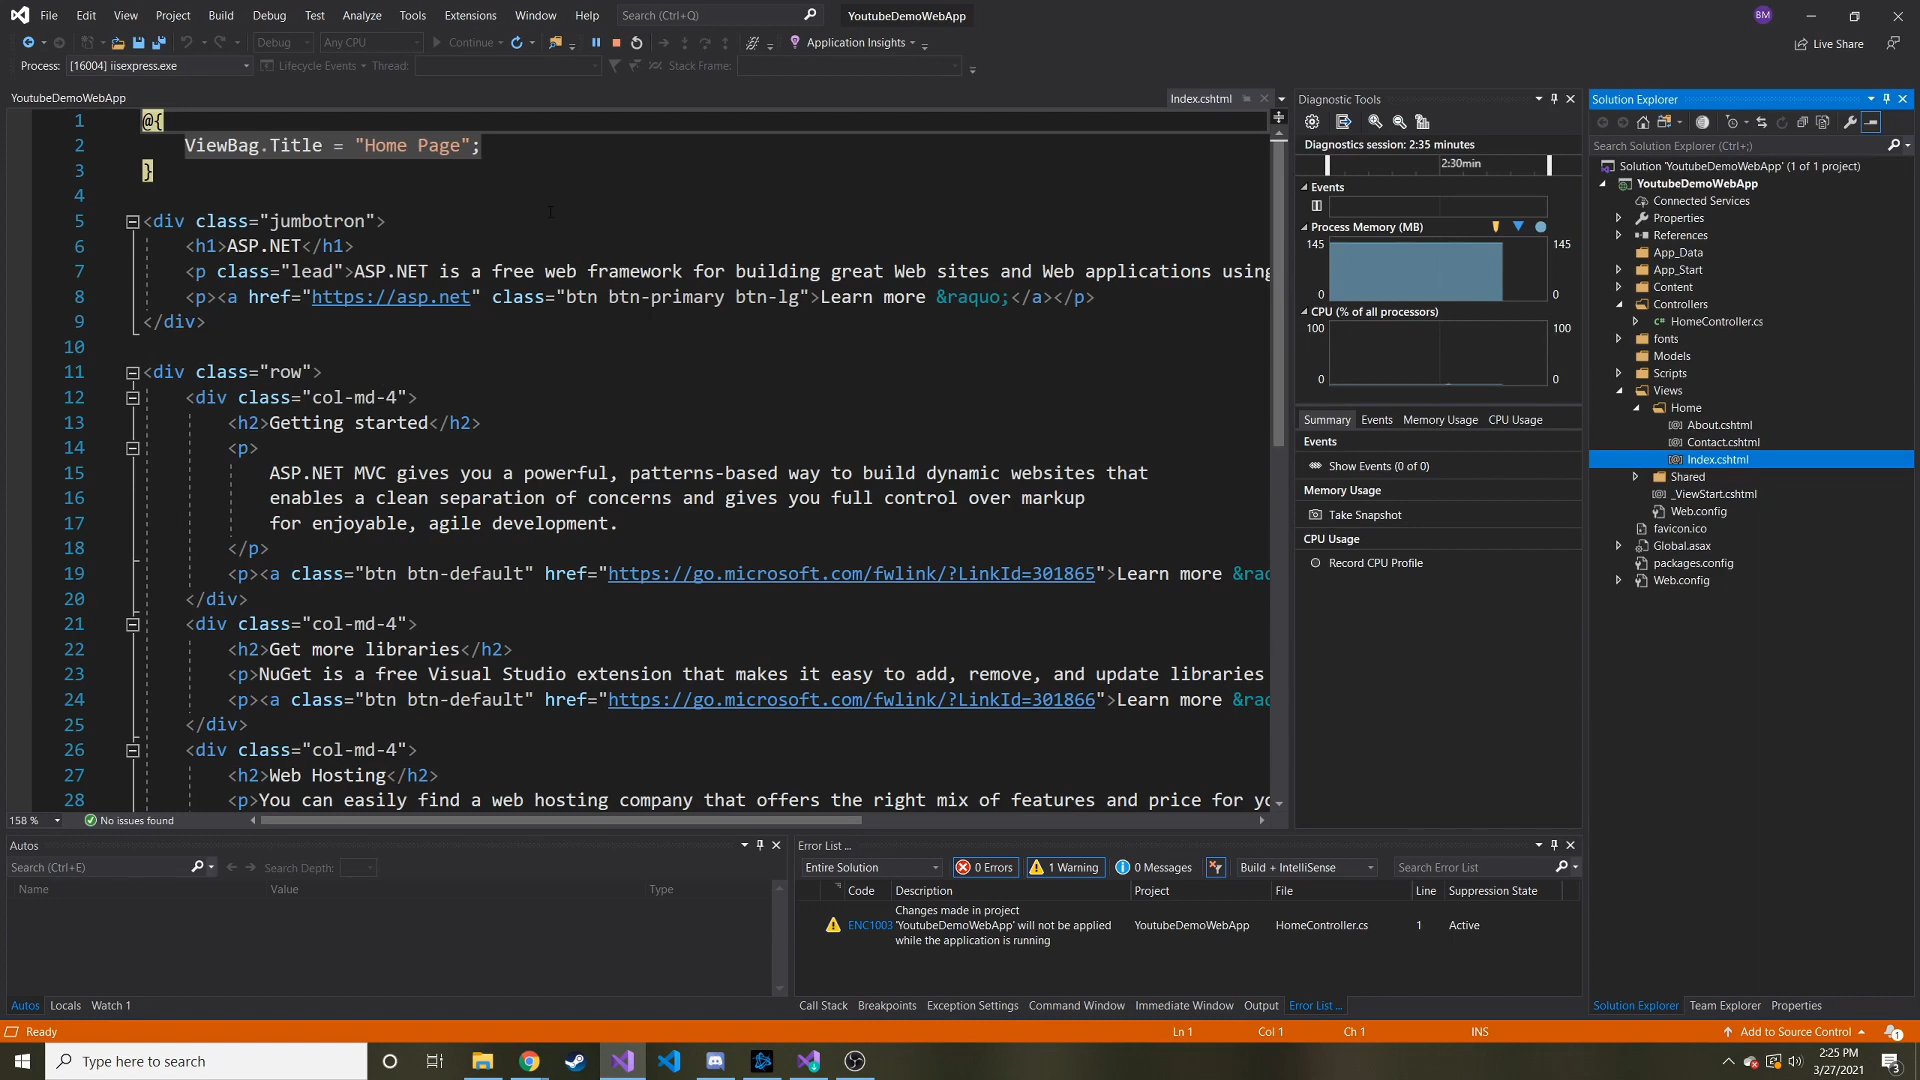 File Edit View Project Build Debug Test Analyze Tools Extensions Window Help Search (Ctrl+Q) YoutubeDemoWebApp BM
Debug Any CPU Continue Application Insights Live Share
Process: [16004] iisexpress.exe Lifecycle Events Thread: Stack Frame:
YoutubeDemoWebApp Index.cshtml
1 @{
2 ViewBag.Title = "Home Page";
3 }
4
5 <div class="jumbotron">
6 <h1>ASP.NET</h1>
7 <p class="lead">ASP.NET is a free web framework for building great Web sites and Web applications using
8 <p><a href="https://asp.net" class="btn btn-primary btn-lg">Learn more &raquo;</a></p>
9 </div>
10
11 <div class="row">
12 <div class="col-md-4">
13 <h2>Getting started</h2>
14 <p>
15 ASP.NET MVC gives you a powerful, patterns-based way to build dynamic websites that
16 enables a clean separation of concerns and gives you full control over markup
17 for enjoyable, agile development.
18 </p>
19 <p><a class="btn btn-default" href="https://go.microsoft.com/fwlink/?LinkId=301865">Learn more &raq
20 </div>
21 <div class="col-md-4">
22 <h2>Get more libraries</h2>
23 <p>NuGet is a free Visual Studio extension that makes it easy to add, remove, and update libraries
24 <p><a class="btn btn-default" href="https://go.microsoft.com/fwlink/?LinkId=301866">Learn more &raq
25 </div>
26 <div class="col-md-4">
27 <h2>Web Hosting</h2>
28 <p>You can easily find a web hosting company that offers the right mix of features and price for yo
158 % No issues found
Diagnostic Tools
Diagnostics session: 2:35 minutes
2:30min
Events
Process Memory (MB)
145 145
0 0
CPU (% of all processors)
100 100
0 0
Summary Events Memory Usage CPU Usage
Events
Show Events (0 of 0)
Memory Usage
Take Snapshot
CPU Usage
Record CPU Profile
Solution Explorer
Search Solution Explorer (Ctrl+;)
Solution 'YoutubeDemoWebApp' (1 of 1 project)
YoutubeDemoWebApp
Connected Services
Properties
References
App_Data
App_Start
Content
Controllers
C# HomeController.cs
fonts
Models
Scripts
Views
Home
About.cshtml
Contact.cshtml
Index.cshtml
Shared
_ViewStart.cshtml
Web.config
favicon.ico
Global.asax
packages.config
Web.config
Autos
Search (Ctrl+E) Search Depth:
Name Value Type
Autos Locals Watch 1
Error List ...
Entire Solution 0 Errors 1 Warning 0 Messages Build + IntelliSense Search Error List
Code Description Project File Line Suppression State
ENC1003 Changes made in project
'YoutubeDemoWebApp' will not be applied YoutubeDemoWebApp HomeController.cs 1 Active
while the application is running
Call Stack Breakpoints Exception Settings Command Window Immediate Window Output Error List ...
Solution Explorer Team Explorer Properties
Ready Ln 1 Col 1 Ch 1 INS Add to Source Control 1
Type here to search 2:25 PM
3/27/2021 3